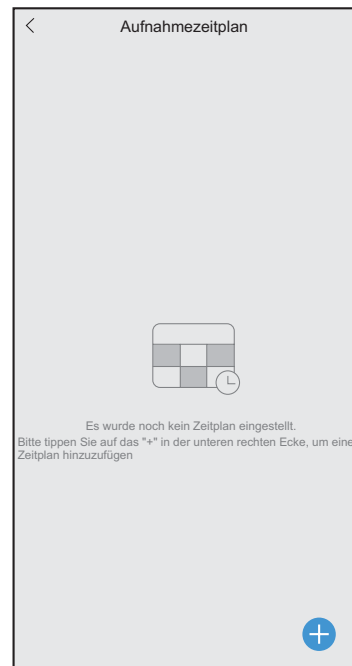 Aufnahmezeitplan
Es wurde noch kein Zeitplan eingestellt.
Bitte tippen Sie auf das "+" in der unteren rechten Ecke, um eine
Zeitplan hinzuzufügen